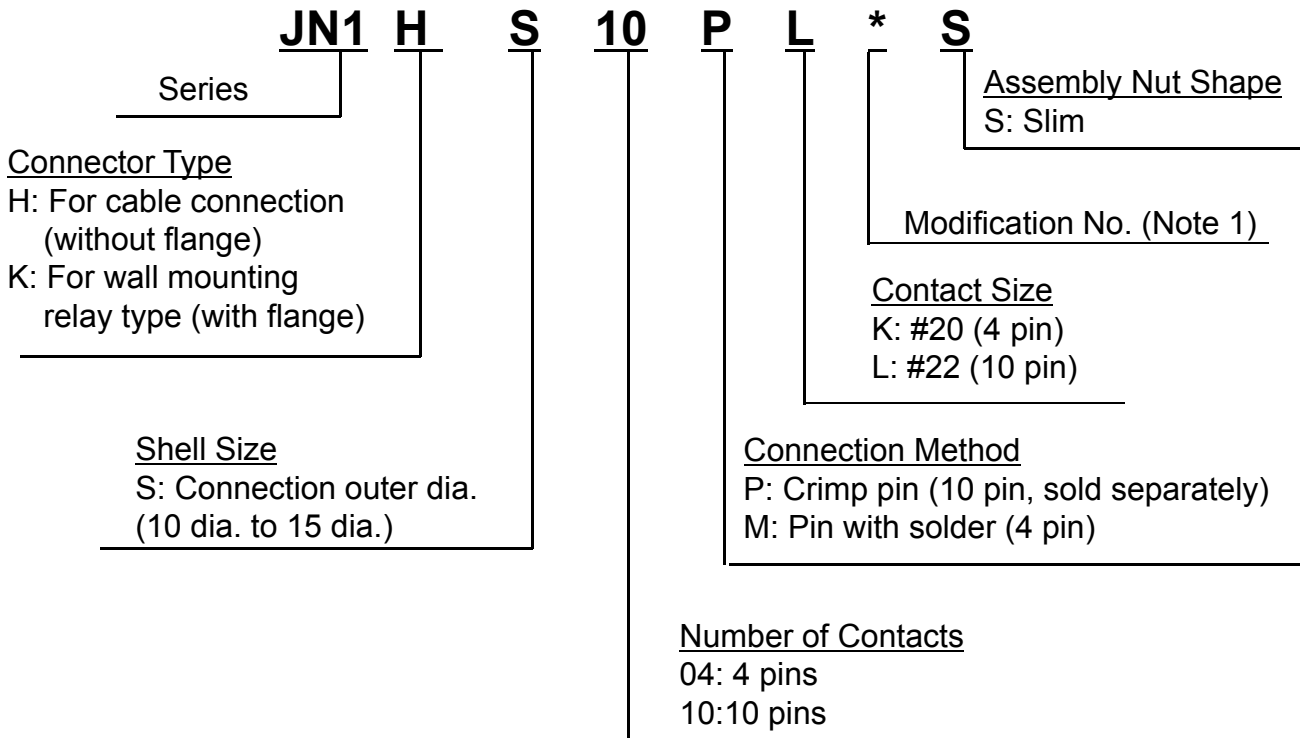 JN1 H S 10 P L * S
Series
Assembly Nut Shape
S: Slim
Connector Type
H: For cable connection
(without flange)
K: For wall mounting
relay type (with flange)
Modification No. (Note 1)
Contact Size
K: #20 (4 pin)
L: #22 (10 pin)
Shell Size
S: Connection outer dia.
(10 dia. to 15 dia.)
Connection Method
P: Crimp pin (10 pin, sold separately)
M: Pin with solder (4 pin)
Number of Contacts
04: 4 pins
10:10 pins